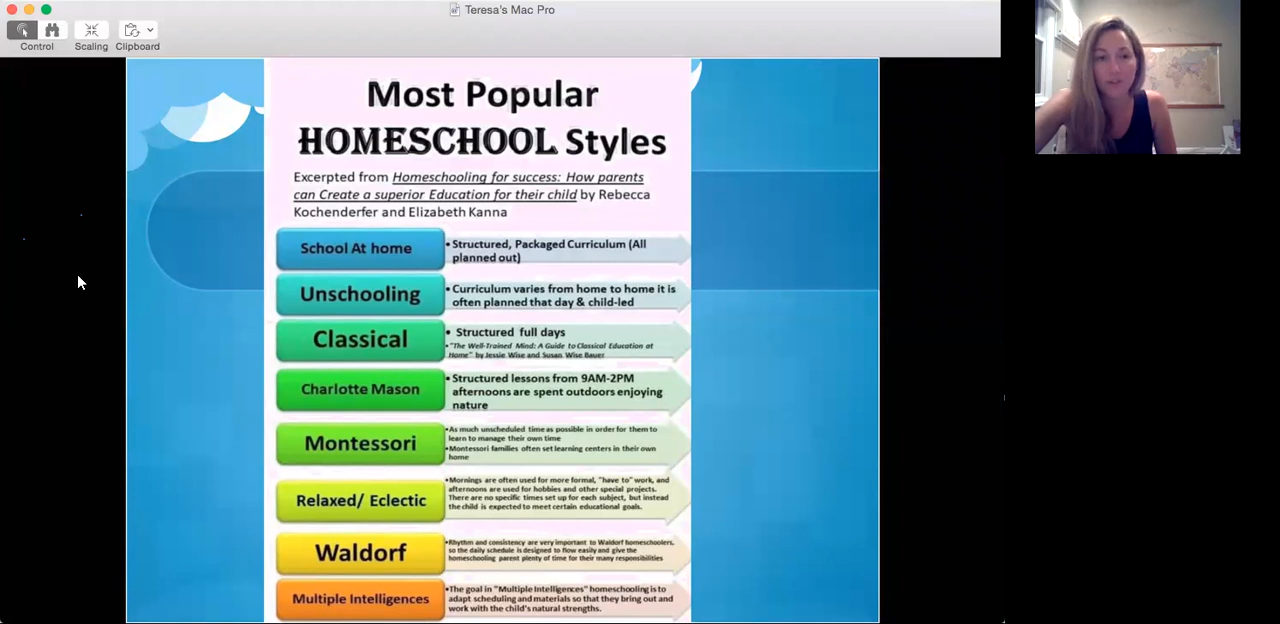 Teresa's Mac Pro
Control
Scaling
Clipboard
Most Popular
HOMESCHOOL Styles
Excerpted from Homeschooling for success: How parents
can Create a superior Education for their child by Rebecca
Kochenderfer and Elizabeth Kanna
School At home
•Structured, Packaged Curriculum (All
planned out)
Unschooling
•Curriculum varies from home to home it is
often planned that day & child-led
Classical
• Structured full days
•"The Well-Trained Mind: A Guide to Classical Education at
Home" by Jessie Wise and Susan Wise Bauer
Charlotte Mason
•Structured lessons from 9AM-2PM
afternoons are spent outdoors enjoying
nature
Montessori
•As much unscheduled time as possible in order for them to
learn to manage their own time
•Montessori families often set learning centers in their own
home
Relaxed/ Eclectic
•Mornings are often used for more formal, "have to" work, and
afternoons are used for hobbies and other special projects.
There are no specific times set up for each subject, but instead
the child is expected to meet certain educational goals.
Waldorf
•Rhythm and consistency are very important to Waldorf homeschoolers,
so the daily schedule is designed to flow easily and give the
homeschooling parent plenty of time for their many responsibilities
Multiple Intelligences
•The goal in "Multiple Intelligences" homeschooling is to
adapt scheduling and materials so that they bring out and
work with the child's natural strengths.